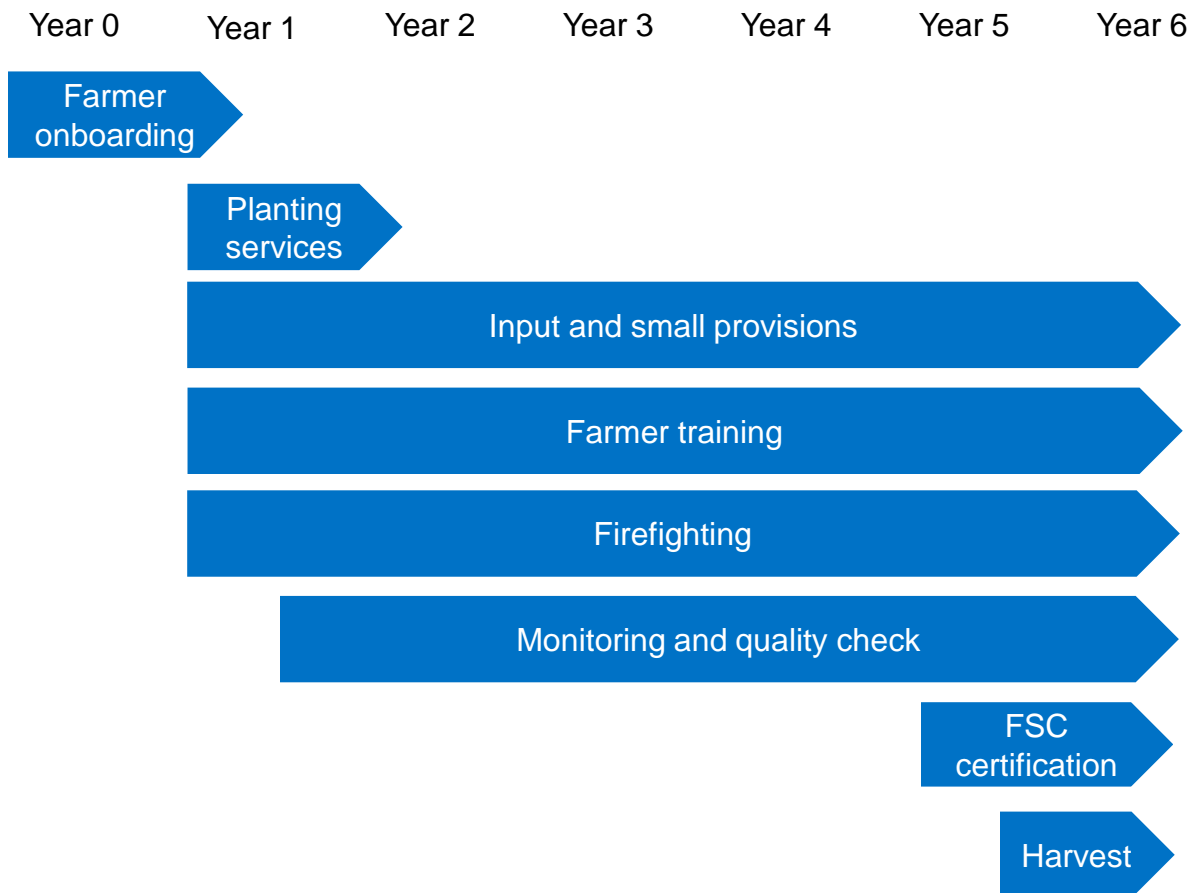 Year 0 Year 1 Year 2 Year 3 Year 4 Year 5 Year 6
Farmer
onboarding
Planting
services
Input and small provisions
Farmer training
Firefighting
Monitoring and quality check
FSC
certification
Harvest